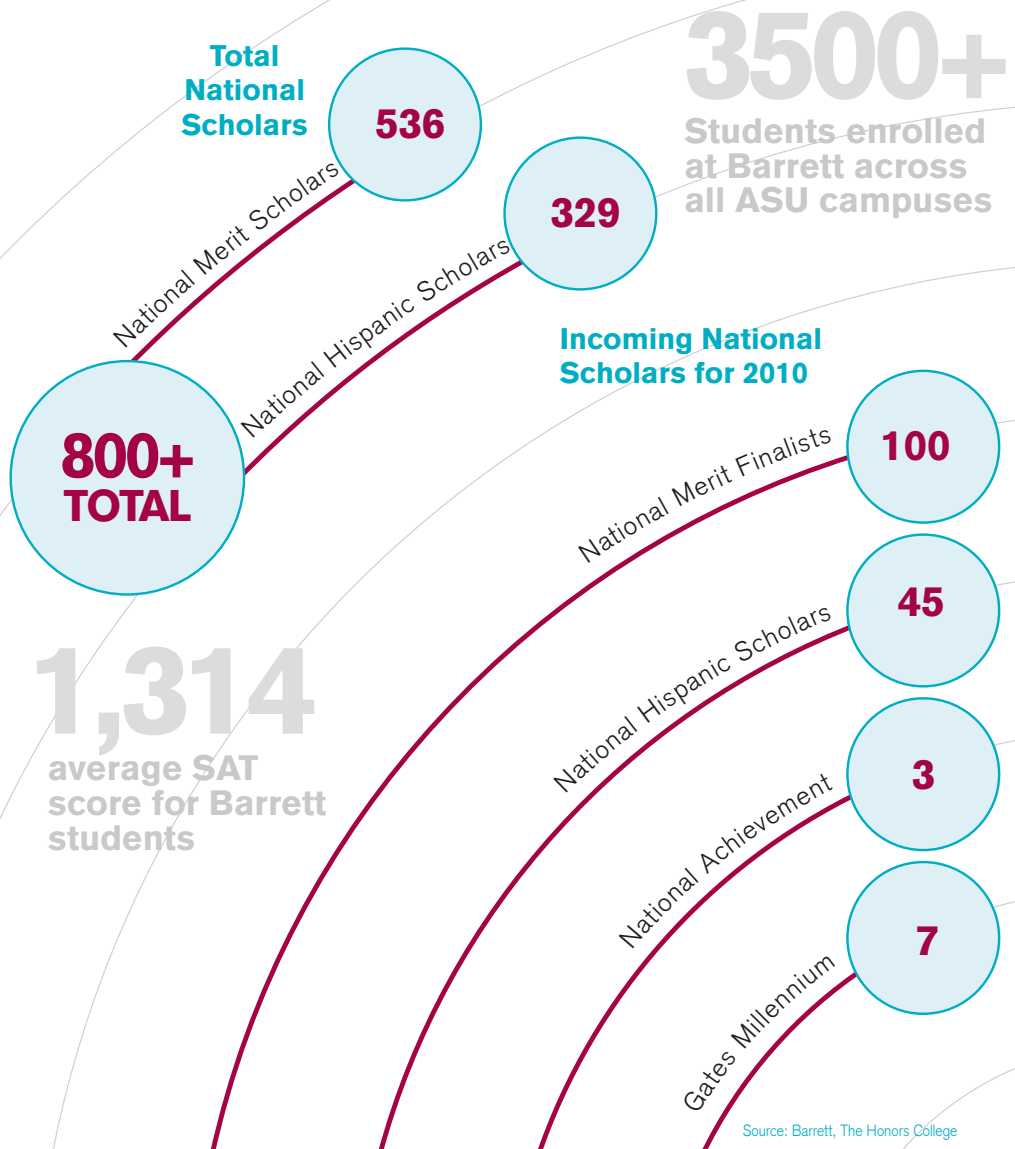 Total
National
Scholars
536
National Merit Scholars
329
National Hispanic Scholars
800+
TOTAL
3500+
Students enrolled
at Barrett across
all ASU campuses
Incoming National
Scholars for 2010
100
National Merit Finalists
45
National Hispanic Scholars
3
National Achievement
7
Gates Millennium
1,314
average SAT
score for Barrett
students
Source: Barrett, The Honors College